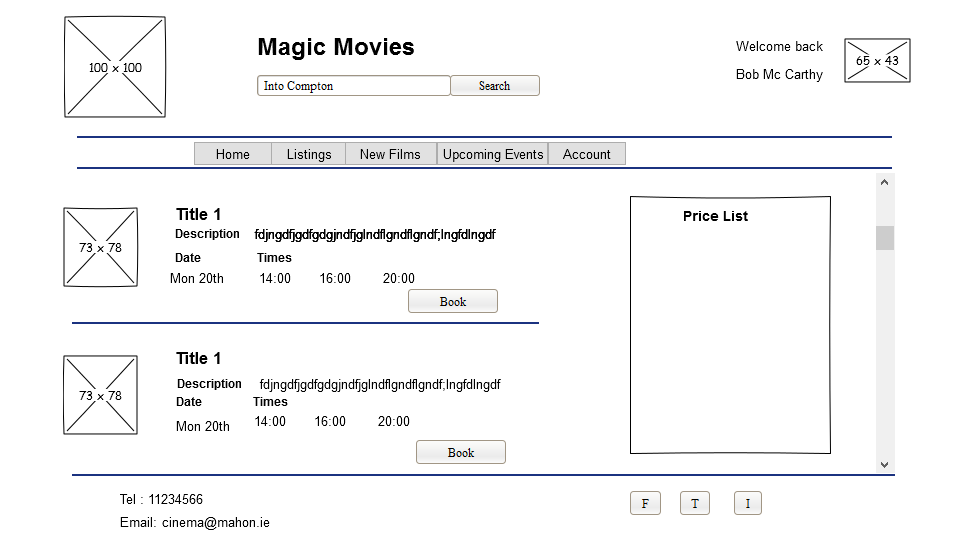 100 x 100
Magic Movies
Into Compton Search
Welcome back
Bob Mc Carthy
65 x 43
Home Listings New Films Upcoming Events Account
73 x 78
Title 1
Description fdjngdfjgdfgdgjndfjglndflgndflgndf;lngfdlngdf
Date Times
Mon 20th 14:00 16:00 20:00
Book
Price List
73 x 78
Title 1
Description fdjngdfjgdfgdgjndfjglndflgndflgndf;lngfdlngdf
Date Times
Mon 20th 14:00 16:00 20:00
Book
Tel : 11234566
Email: cinema@mahon.ie
F T I